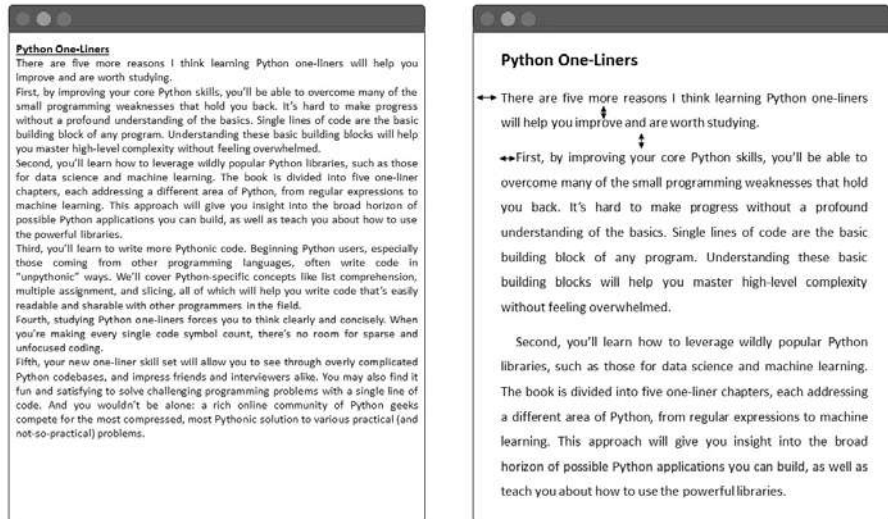 Python One-Liners
There are five more reasons I think learning Python one-liners will help you
improve and are worth studying.
First, by improving your core Python skills, you'll be able to overcome many of the
small programming weaknesses that hold you back. It's hard to make progress
without a profound understanding of the basics. Single lines of code are the basic
building block of any program. Understanding these basic building blocks will help
you master high-level complexity without feeling overwhelmed.
Second, you'll learn how to leverage wildly popular Python libraries, such as those
for data science and machine learning. The book is divided into five one-liner
chapters, each addressing a different area of Python, from regular expressions to
machine learning. This approach will give you insight into the broad horizon of
possible Python applications you can build, as well as teach you about how to use
the powerful libraries.
Third, you'll learn to write more Pythonic code. Beginning Python users, especially
those coming from other programming languages, often write code in
"unpythonic" ways. We'll cover Python-specific concepts like list comprehension,
multiple assignment, and slicing, all of which will help you write code that's easily
readable and sharable with other programmers in the field.
Fourth, studying Python one-liners forces you to think clearly and concisely. When
you're making every single code symbol count, there's no room for sparse and
unfocused coding.
Fifth, your new one-liner skill set will allow you to see through overly complicated
Python codebases, and impress friends and interviewers alike. You may also find it
fun and satisfying to solve challenging programming problems with a single line of
code. And you wouldn't be alone: a rich online community of Python geeks
compete for the most compressed, most Pythonic solution to various practical (and
not-so-practical) problems.
Python One-Liners
There are five more reasons I think learning Python one-liners
will help you improve and are worth studying.
First, by improving your core Python skills, you'll be able to
overcome many of the small programming weaknesses that hold
you back. It's hard to make progress without a profound
understanding of the basics. Single lines of code are the basic
building block of any program. Understanding these basic
building blocks will help you master high-level complexity
without feeling overwhelmed.
Second, you'll learn how to leverage wildly popular Python
libraries, such as those for data science and machine learning.
The book is divided into five one-liner chapters, each addressing
a different area of Python, from regular expressions to machine
learning. This approach will give you insight into the broad
horizon of possible Python applications you can build, as well as
teach you about how to use the powerful libraries.